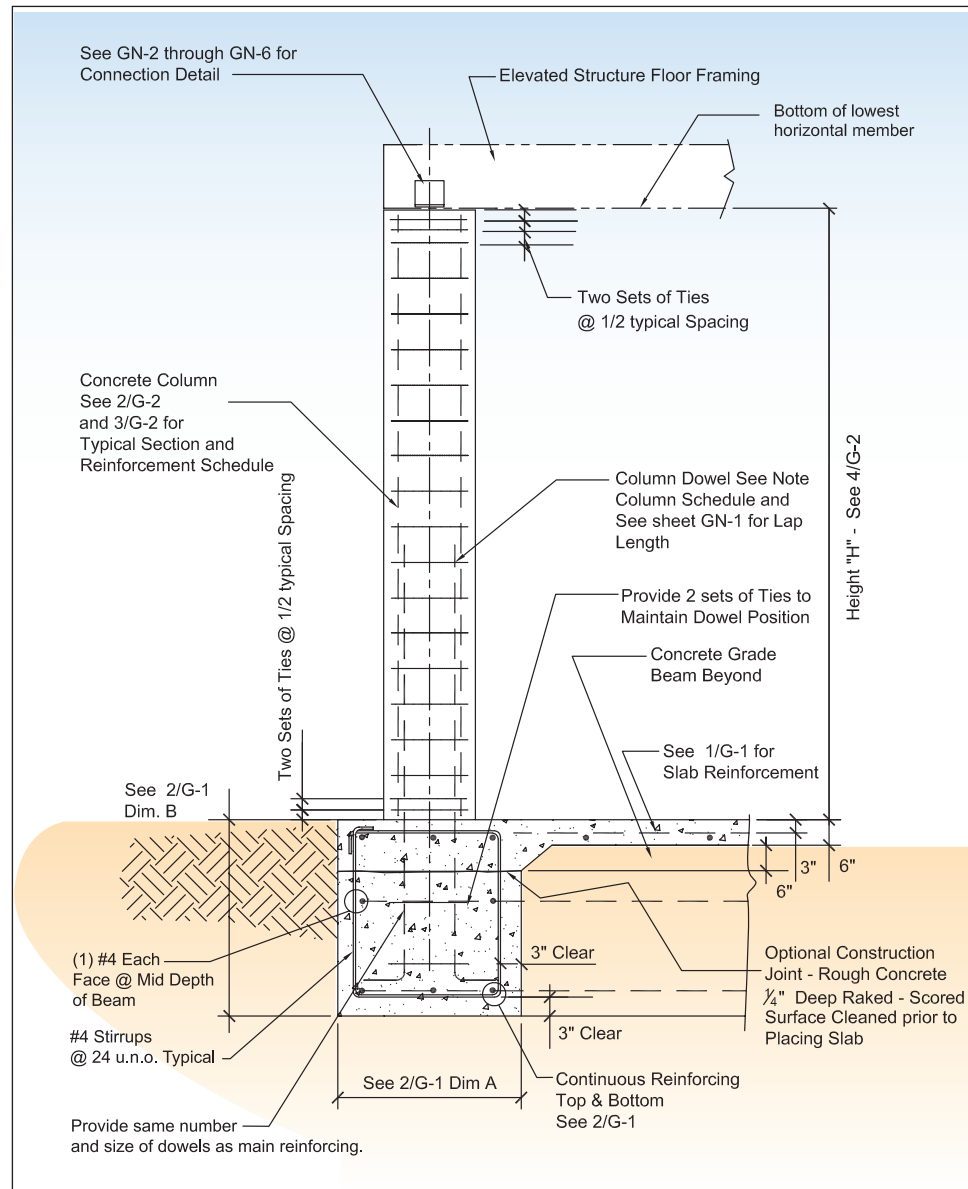 See GN-2 through GN-6 for
Connection Detail
Elevated Structure Floor Framing
Bottom of lowest
horizontal member
Two Sets of Ties
@ 1/2 typical Spacing
Concrete Column
See 2/G-2
and 3/G-2 for
Typical Section and
Reinforcement Schedule
Column Dowel See Note
Column Schedule and
See sheet GN-1 for Lap
Length
Height "H" - See 4/G-2
Two Sets of Ties @ 1/2 typical Spacing
Provide 2 sets of Ties to
Maintain Dowel Position
Concrete Grade
Beam Beyond
See 1/G-1 for
Slab Reinforcement
See 2/G-1
Dim. B
3"
6"
6"
(1) #4 Each
Face @ Mid Depth
of Beam
3" Clear
Optional Construction
Joint - Rough Concrete
1/4" Deep Raked - Scored
Surface Cleaned prior to
Placing Slab
#4 Stirrups
@ 24 u.n.o. Typical
3" Clear
See 2/G-1 Dim A
Continuous Reinforcing
Top & Bottom
See 2/G-1
Provide same number
and size of dowels as main reinforcing.